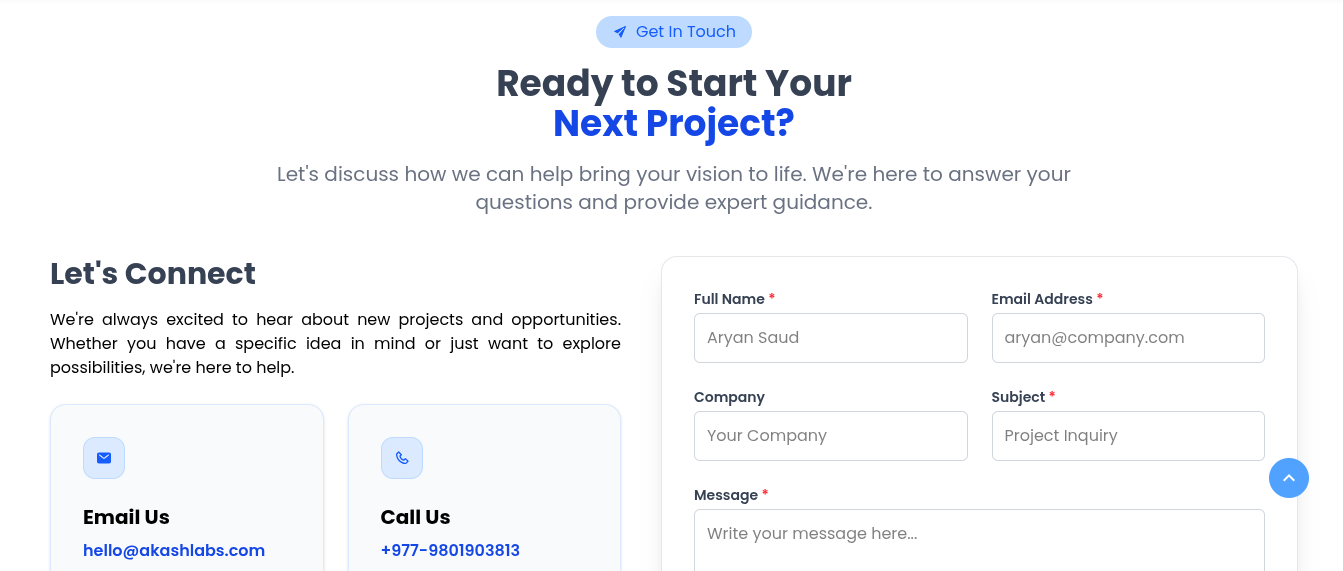 Get In Touch
Ready to Start Your
Next Project?
Let's discuss how we can help bring your vision to life. We're here to answer your
questions and provide expert guidance.
Let's Connect
We're always excited to hear about new projects and opportunities.
Whether you have a specific idea in mind or just want to explore
possibilities, we're here to help.
Email Us
hello@akashlabs.com
Call Us
+977-9801903813
Full Name *
Aryan Saud
Email Address *
aryan@company.com
Company
Your Company
Subject *
Project Inquiry
Message *
Write your message here...